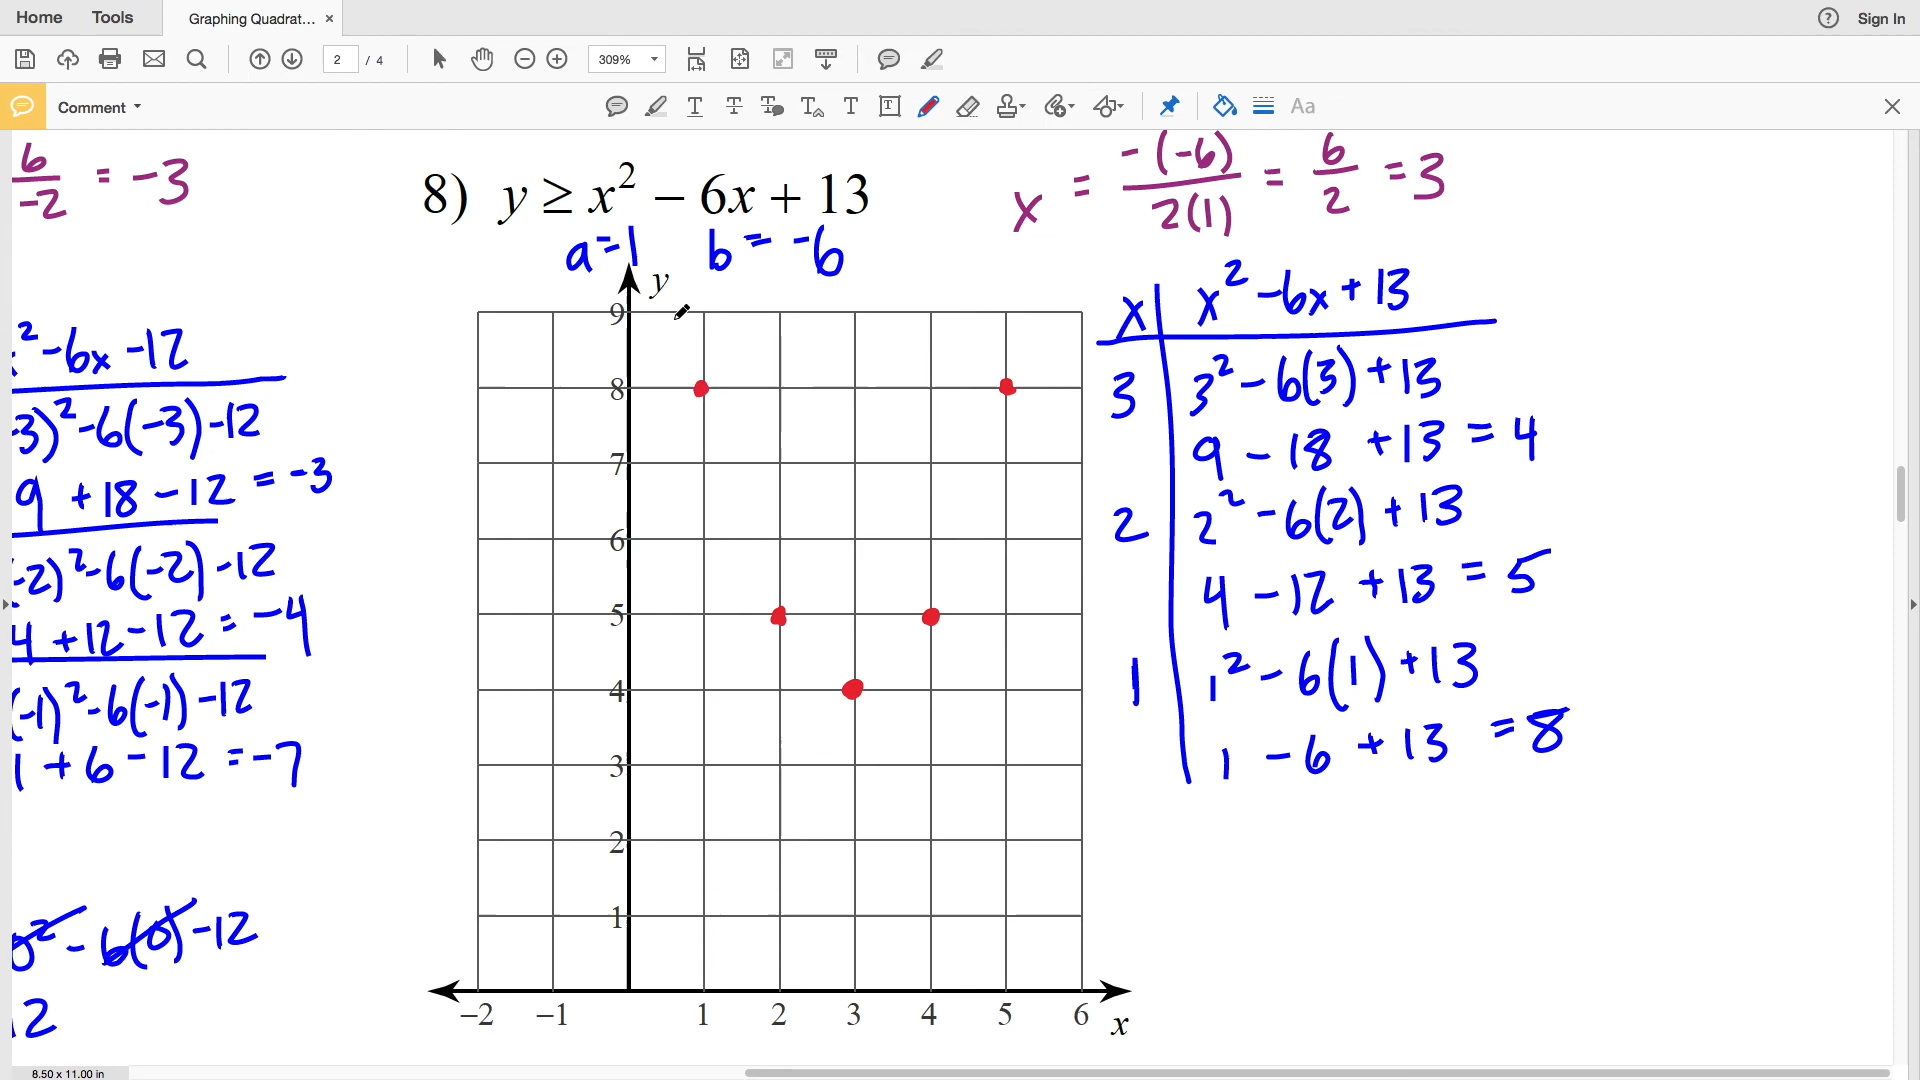 Home Tools Graphing Quadrat... × ? Sign In
2 / 4 309%
Comment T T T T T T Aa
6/-2 = -3
8) y ≥ x² − 6x + 13
a=1 b = -6
x = -(-6)/2(1) = 6/2 = 3
² -6x -12
-3)² -6(-3) -12
9 +18 -12 = -3
-2)² -6(-2) -12
4 +12 -12 = -4
(-1)² -6(-1) -12
1 +6 -12 = -7
0² - 6(0) -12
12
y
9
8
7
6
5
4
3
2
1
−2 −1 1 2 3 4 5 6 x
x | x² -6x + 13
3 | 3² -6(3) +13
9 - 18 + 13 = 4
2 | 2² -6(2) + 13
4 - 12 + 13 = 5
1 | 1² - 6(1) + 13
1 - 6 + 13 = 8
8.50 x 11.00 in